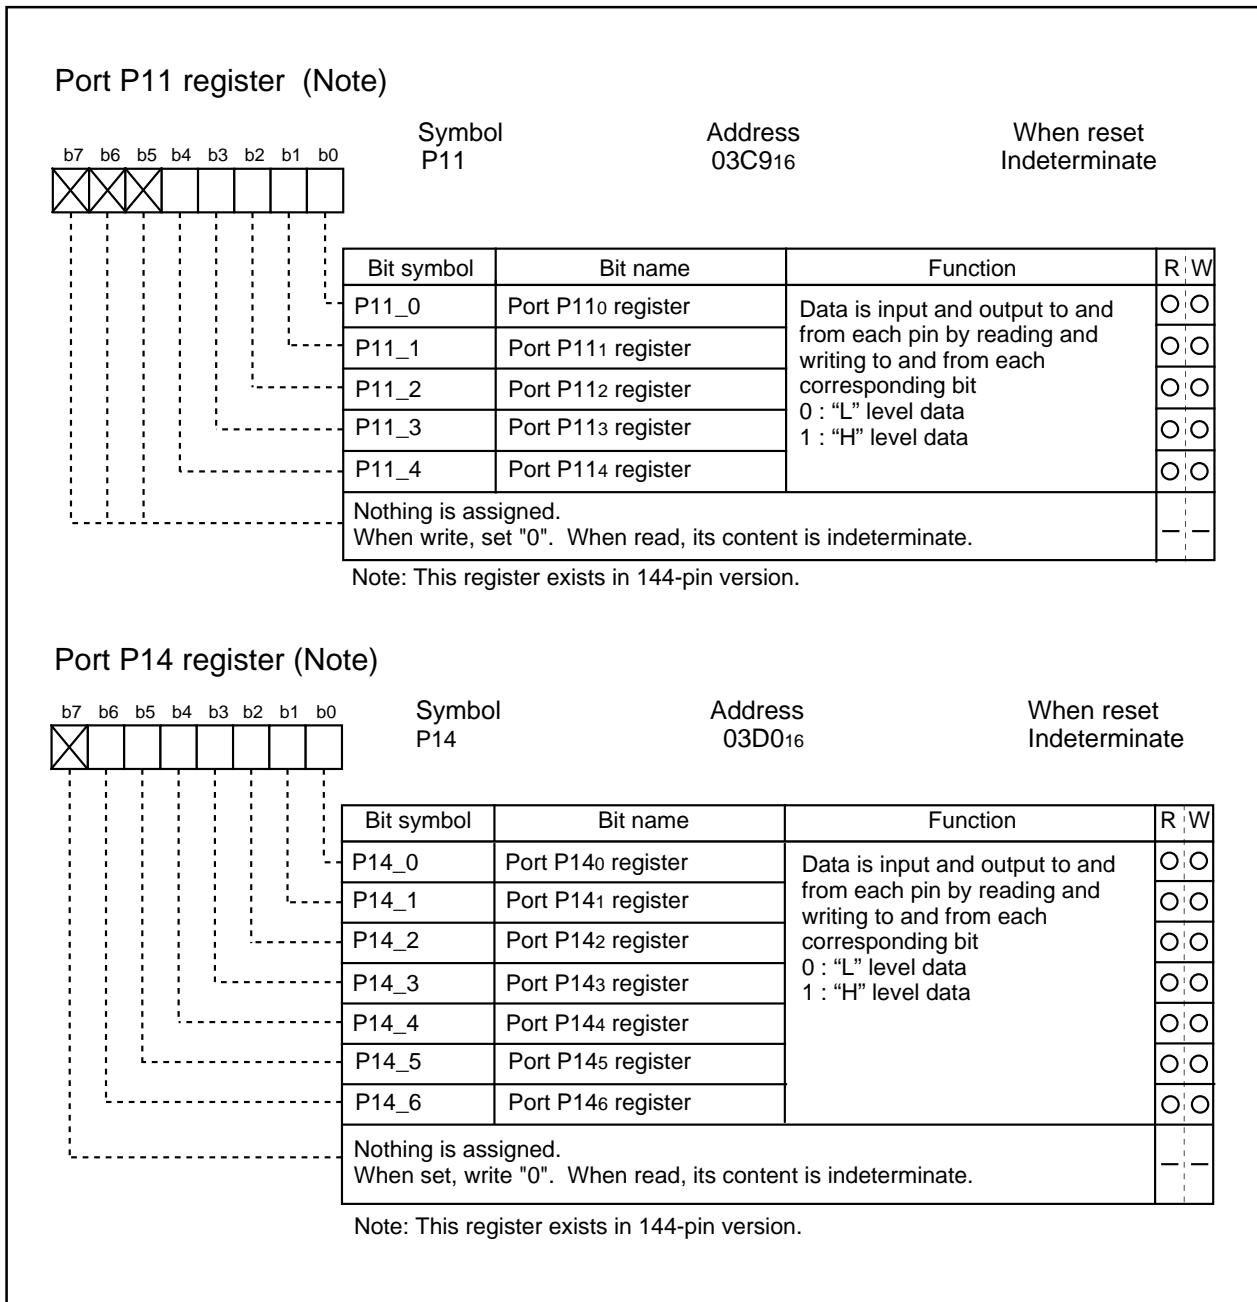 Port P11 register (Note)
Symbol Address When reset
P11 03C916 Indeterminate
b7 b6 b5 b4 b3 b2 b1 b0
Bit symbol Bit name Function R W
P11_0 Port P110 register
P11_1 Port P111 register
P11_2 Port P112 register
P11_3 Port P113 register
P11_4 Port P114 register
Data is input and output to and
from each pin by reading and
writing to and from each
corresponding bit
0 : “L” level data
1 : “H” level data
Nothing is assigned.
When write, set "0". When read, its content is indeterminate.
Note: This register exists in 144-pin version.
Port P14 register (Note)
Symbol Address When reset
P14 03D016 Indeterminate
b7 b6 b5 b4 b3 b2 b1 b0
Bit symbol Bit name Function R W
P14_0 Port P140 register
P14_1 Port P141 register
P14_2 Port P142 register
P14_3 Port P143 register
P14_4 Port P144 register
P14_5 Port P145 register
P14_6 Port P146 register
Data is input and output to and
from each pin by reading and
writing to and from each
corresponding bit
0 : “L” level data
1 : “H” level data
Nothing is assigned.
When set, write "0". When read, its content is indeterminate.
Note: This register exists in 144-pin version.